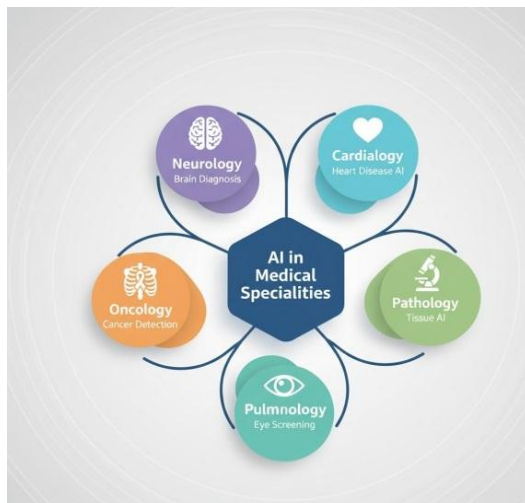 Neurology
Brain Diagnosis
Cardialogy
Heart Disease AI
AI in
Medical
Specialities
Oncology
Cancer Detection
Pathology
Tissue AI
Pulmnology
Eye Screening